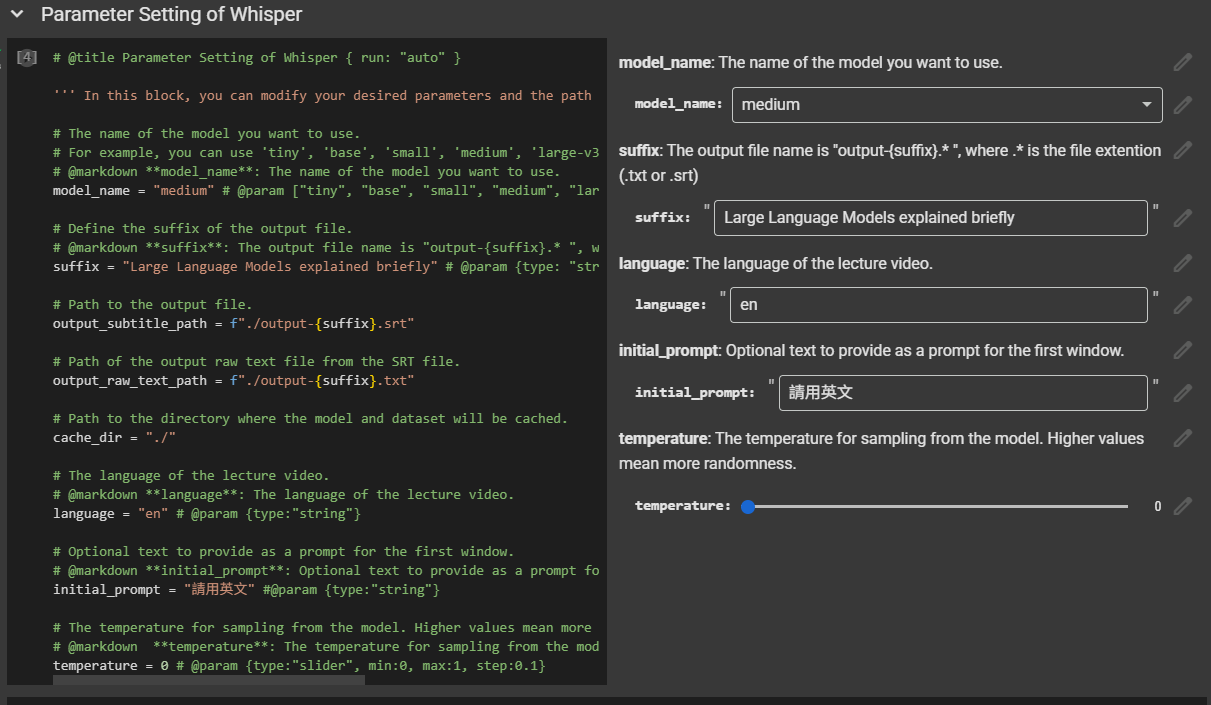 Parameter Setting of Whisper
[4]
# @title Parameter Setting of Whisper { run: "auto" }
''' In this block, you can modify your desired parameters and the path
# The name of the model you want to use.
# For example, you can use 'tiny', 'base', 'small', 'medium', 'large-v3
# @markdown **model_name**: The name of the model you want to use.
model_name = "medium" # @param ["tiny", "base", "small", "medium", "lar
# Define the suffix of the output file.
# @markdown **suffix**: The output file name is "output-{suffix}.* ", w
suffix = "Large Language Models explained briefly" # @param {type: "str
# Path to the output file.
output_subtitle_path = f"./output-{suffix}.srt"
# Path of the output raw text file from the SRT file.
output_raw_text_path = f"./output-{suffix}.txt"
# Path to the directory where the model and dataset will be cached.
cache_dir = "./"
# The language of the lecture video.
# @markdown **language**: The language of the lecture video.
language = "en" # @param {type:"string"}
# Optional text to provide as a prompt for the first window.
# @markdown **initial_prompt**: Optional text to provide as a prompt fo
initial_prompt = "請用英文" #@param {type:"string"}
# The temperature for sampling from the model. Higher values mean more
# @markdown  **temperature**: The temperature for sampling from the mod
temperature = 0 # @param {type:"slider", min:0, max:1, step:0.1}
model_name: The name of the model you want to use.
model_name: medium
suffix: The output file name is "output-{suffix}.* ", where .* is the file extention
(.txt or .srt)
suffix: " Large Language Models explained briefly "
language: The language of the lecture video.
language: " en "
initial_prompt: Optional text to provide as a prompt for the first window.
initial_prompt: " 請用英文 "
temperature: The temperature for sampling from the model. Higher values
mean more randomness.
temperature: 0